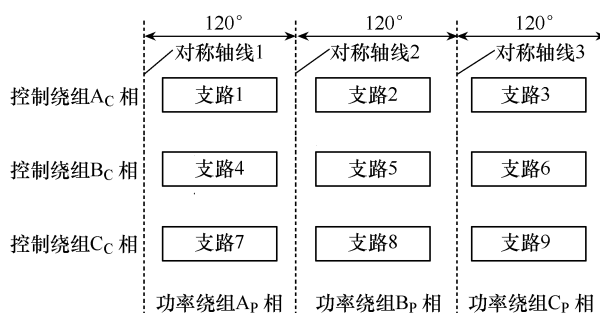 120° 120° 120°
对称轴线1 对称轴线2 对称轴线3
控制绕组AC 相 支路1 支路2 支路3
控制绕组BC 相 支路4 支路5 支路6
控制绕组CC 相 支路7 支路8 支路9
功率绕组AP 相 功率绕组BP 相 功率绕组CP 相